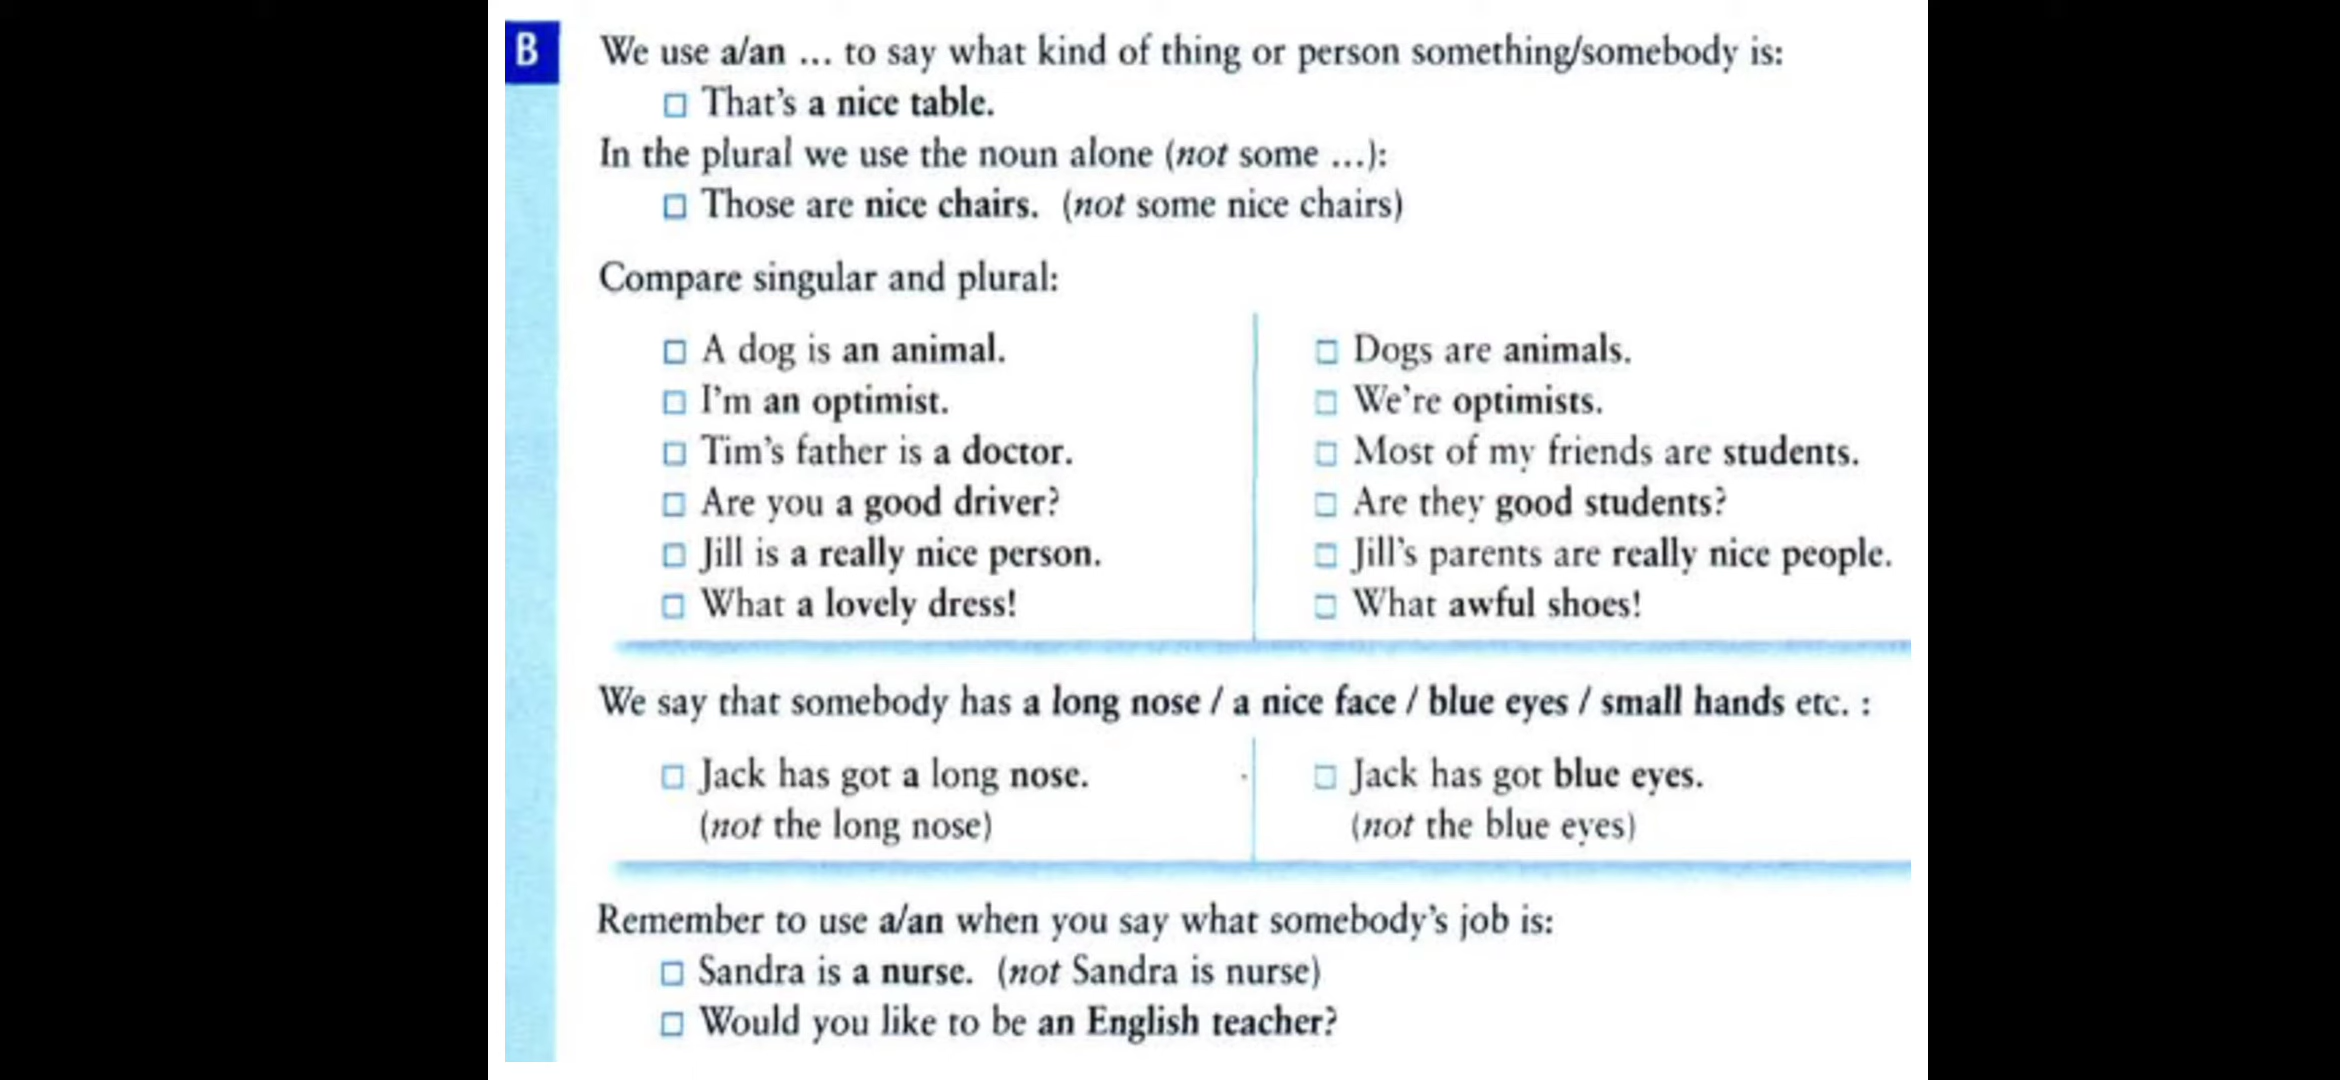 B
We use a/an ... to say what kind of thing or person something/somebody is:
That's a nice table.
In the plural we use the noun alone (not some ...):
Those are nice chairs. (not some nice chairs)
Compare singular and plural:
A dog is an animal.
I'm an optimist.
Tim's father is a doctor.
Are you a good driver?
Jill is a really nice person.
What a lovely dress!
Dogs are animals.
We're optimists.
Most of my friends are students.
Are they good students?
Jill's parents are really nice people.
What awful shoes!
We say that somebody has a long nose / a nice face / blue eyes / small hands etc. :
Jack has got a long nose.
(not the long nose)
Jack has got blue eyes.
(not the blue eyes)
Remember to use a/an when you say what somebody's job is:
Sandra is a nurse. (not Sandra is nurse)
Would you like to be an English teacher?